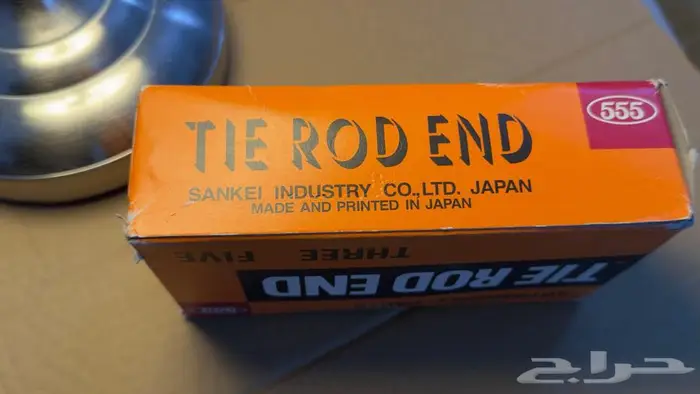 555
TIE ROD END
SANKEI INDUSTRY CO.,LTD. JAPAN
MADE AND PRINTED IN JAPAN
THREE FIVE
TIE ROD END
حراج